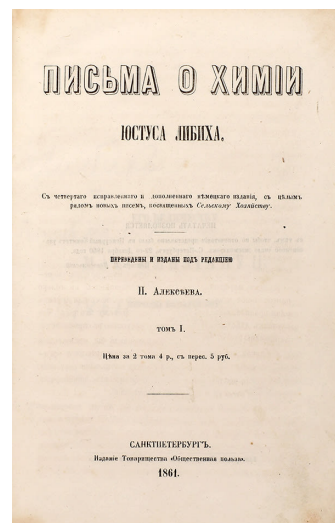 ПИСЬМА О ХИМІИ
ЮСТУСА ЛИБИХА.
Съ четвертаго исправленнаго и дополненнаго нѣмецкаго изданія, съ цѣлымъ
рядомъ новыхъ писемъ, посвященныхъ Сельскому Хозяйству.
ПЕРЕВЕДЕНЫ И ИЗДАНЫ ПОДЪ РЕДАКЦІЮ
П. АЛЕКСѢЕВА.
ТОМЪ I.
Цѣна за 2 тома 4 р., съ перес. 5 руб.
САНКТПЕТЕРБУРГЪ.
Изданіе Товарищества «Общественная польза».
1861.